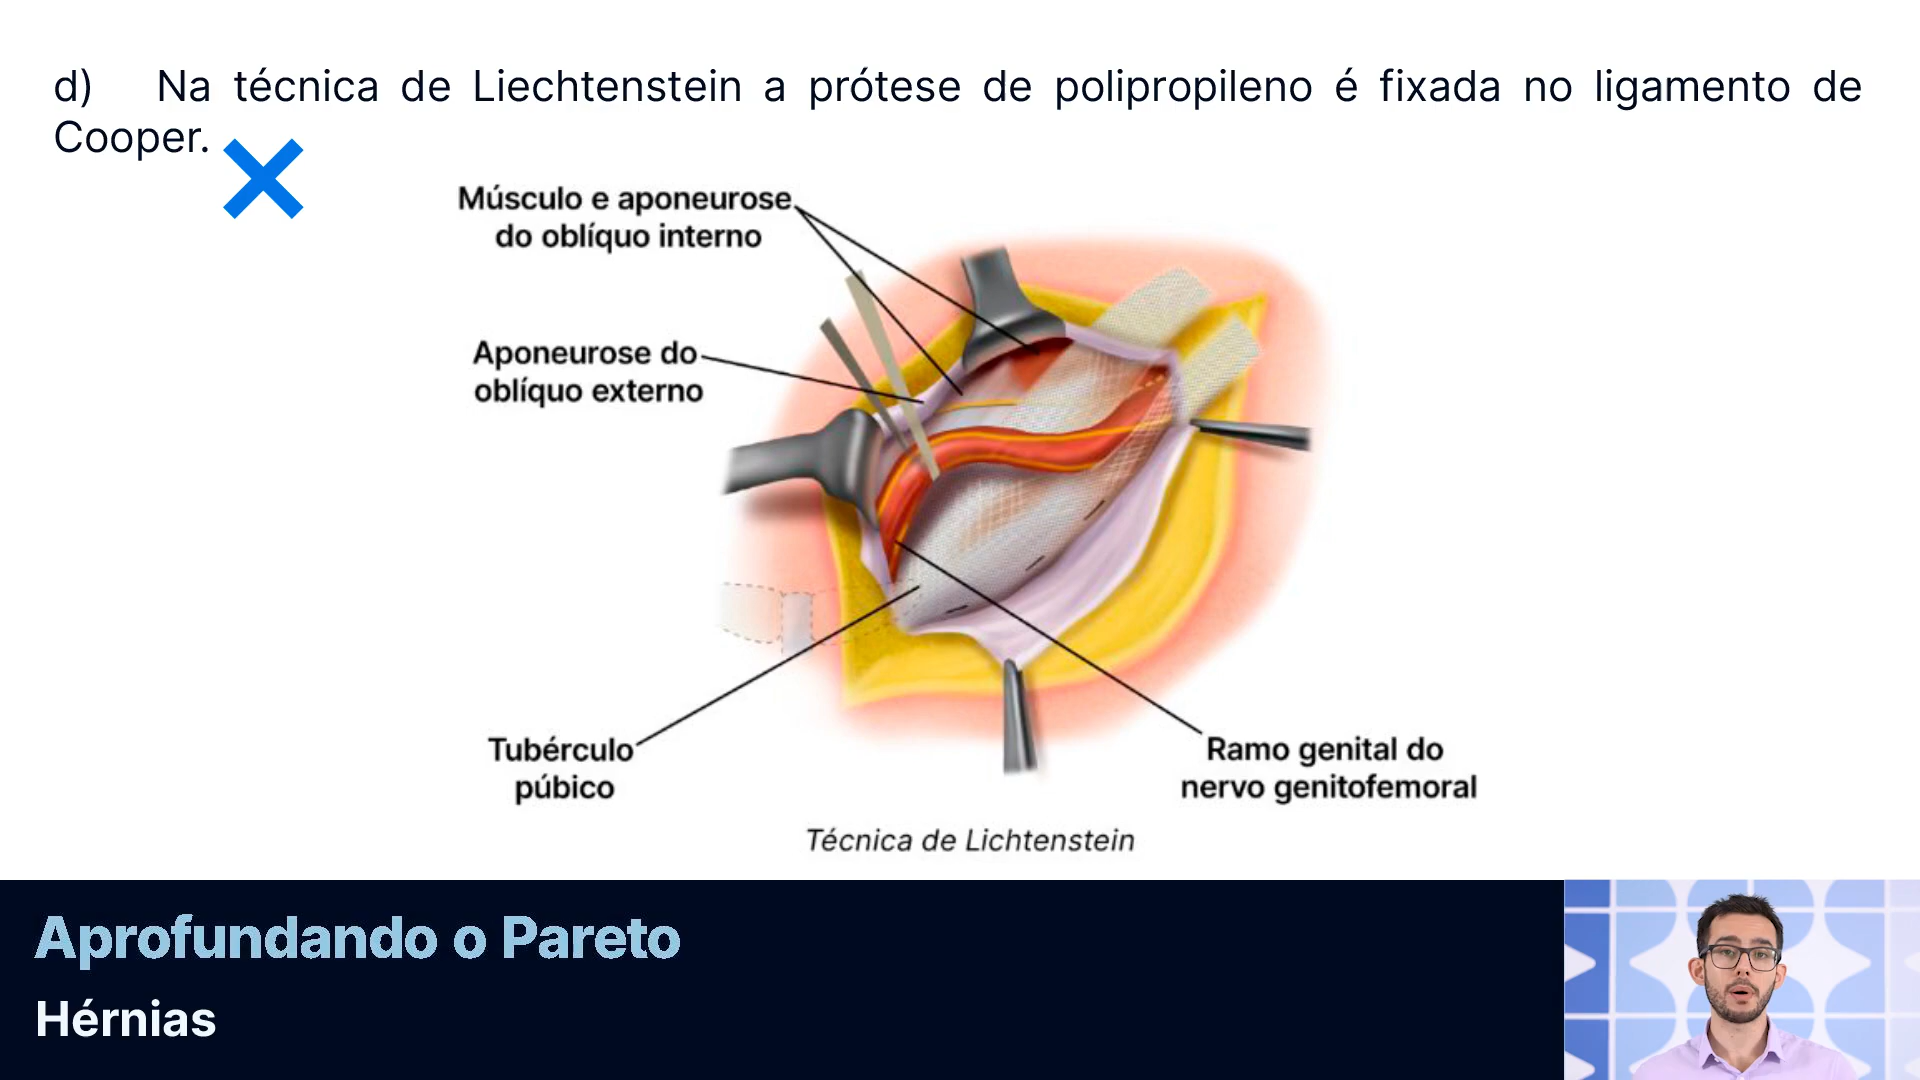 d) Na técnica de Liechtenstein a prótese de polipropileno é fixada no ligamento de
Cooper.
Músculo e aponeurose
do oblíquo interno
Aponeurose do
oblíquo externo
Tubérculo
púbico
Ramo genital do
nervo genitofemoral
Técnica de Lichtenstein
Aprofundando o Pareto
Hérnias